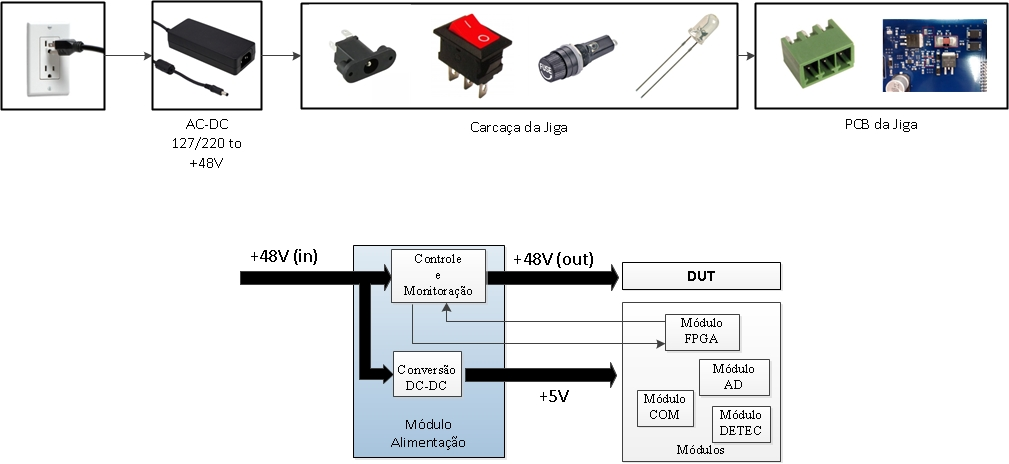 AC-DC
127/220 to
+48V
Carcaça da Jiga
PCB da Jiga
+48V (in)
Controle
e
Monitoração
+48V (out)
DUT
Módulo
FPGA
Conversão
DC-DC
+5V
Módulo
AD
Módulo
COM
Módulo
DETEC
Módulo
Alimentação
Módulos